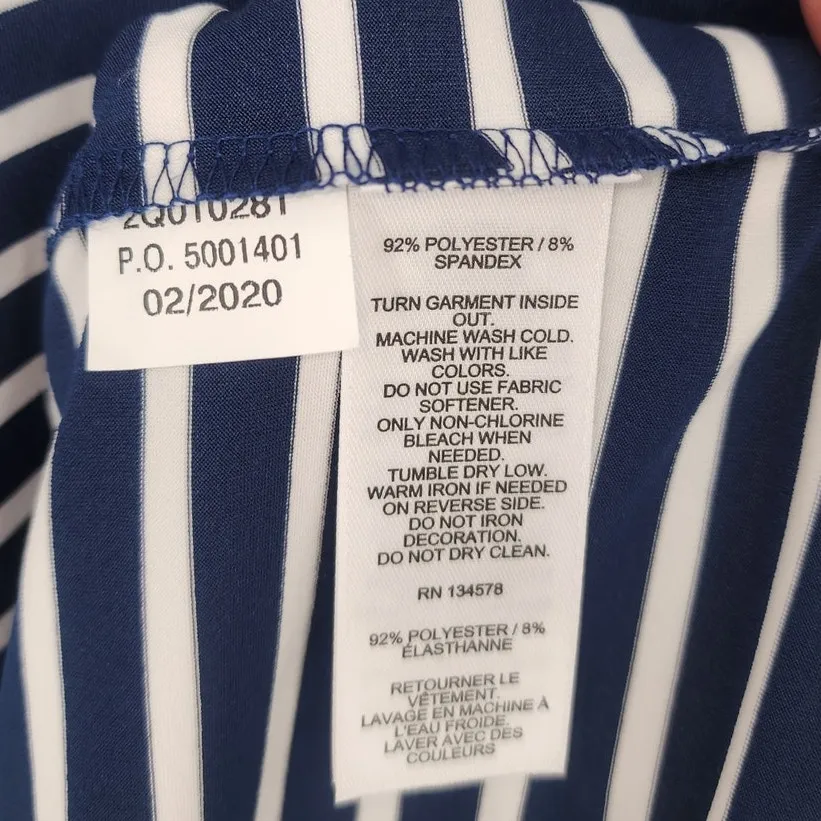 2Q010281
P.O. 5001401
02/2020
92% POLYESTER / 8%
SPANDEX
TURN GARMENT INSIDE
OUT.
MACHINE WASH COLD.
WASH WITH LIKE
COLORS.
DO NOT USE FABRIC
SOFTENER.
ONLY NON-CHLORINE
BLEACH WHEN
NEEDED.
TUMBLE DRY LOW.
WARM IRON IF NEEDED
ON REVERSE SIDE.
DO NOT IRON
DECORATION.
DO NOT DRY CLEAN.
RN 134578
92% POLYESTER / 8%
ÉLASTHANNE
RETOURNER LE
VÊTEMENT.
LAVAGE EN MACHINE À
L'EAU FROIDE.
LAVER AVEC DES
COULEURS